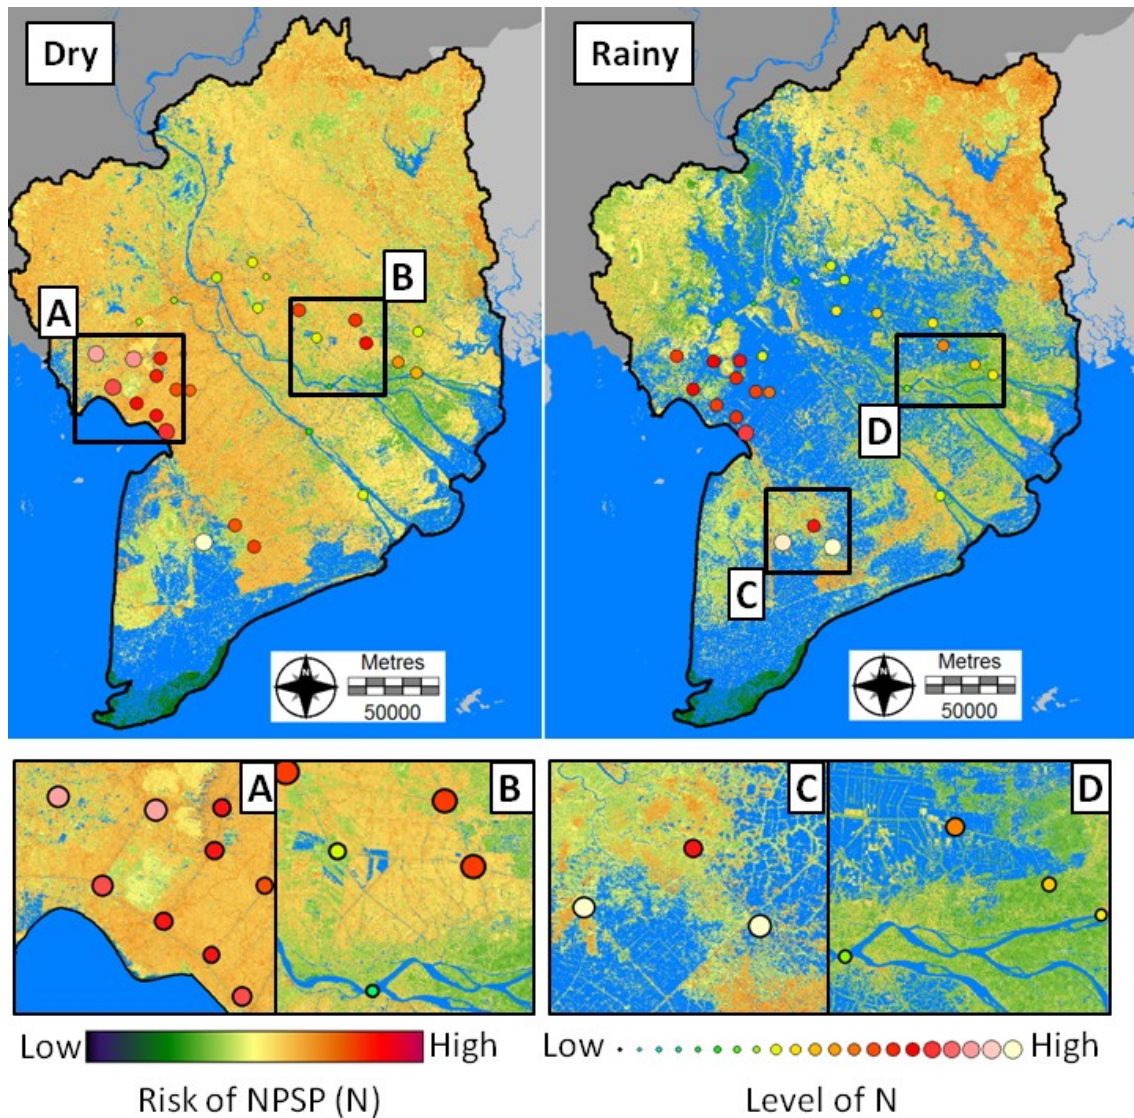 Dry
Rainy
A
B
C
D
N
Metres
50000
N
Metres
50000
A
B
C
D
Low
High
Low
High
Risk of NPSP (N)
Level of N